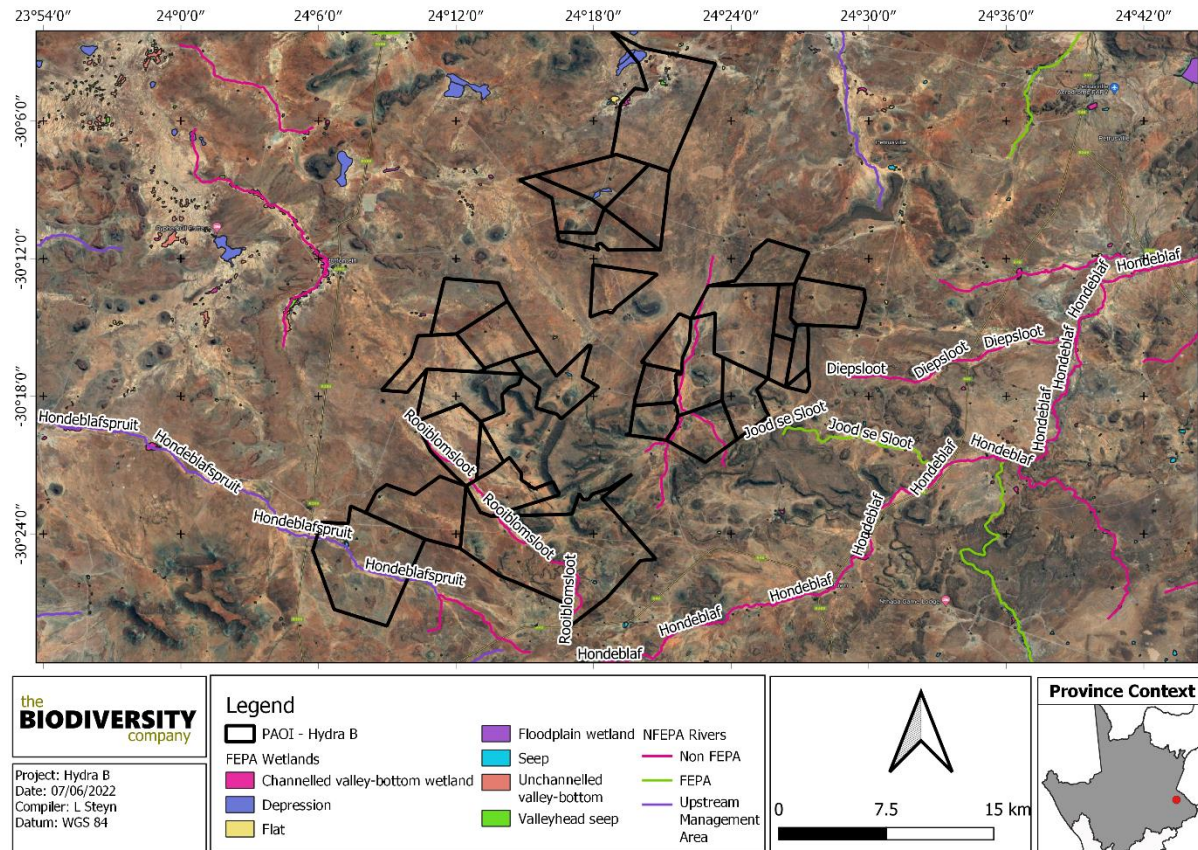 23°54'0" 24°0'0" 24°6'0" 24°12'0" 24°18'0" 24°24'0" 24°30'0" 24°36'0" 24°42'0"
-30°6'0"
-30°12'0"
-30°18'0"
-30°24'0"
Hondeblaf
Hondeblaf
Hondeblaf
Diepsloot
Diepsloot
Diepsloot
Hondeblaf
Jood se Sloot
Jood se Sloot
Hondeblaf
Hondeblaf
Hondeblaf
Hondeblaf
Hondeblaf
Hondeblaf
Hondeblaf
Hondeblafspruit
Hondeblafspruit
Hondeblafspruit
Hondeblafspruit
Rooiblomsloot
Rooiblomsloot
Rooiblomsloot
the
BIODIVERSITY
company
Project: Hydra B
Date: 07/06/2022
Compiler: L Steyn
Datum: WGS 84
Legend
PAOI - Hydra B
FEPA Wetlands
Channelled valley-bottom wetland
Depression
Flat
Floodplain wetland
Seep
Unchannelled
valley-bottom
Valleyhead seep
NFEPA Rivers
Non FEPA
FEPA
Upstream
Management
Area
0 7.5 15 km
Province Context